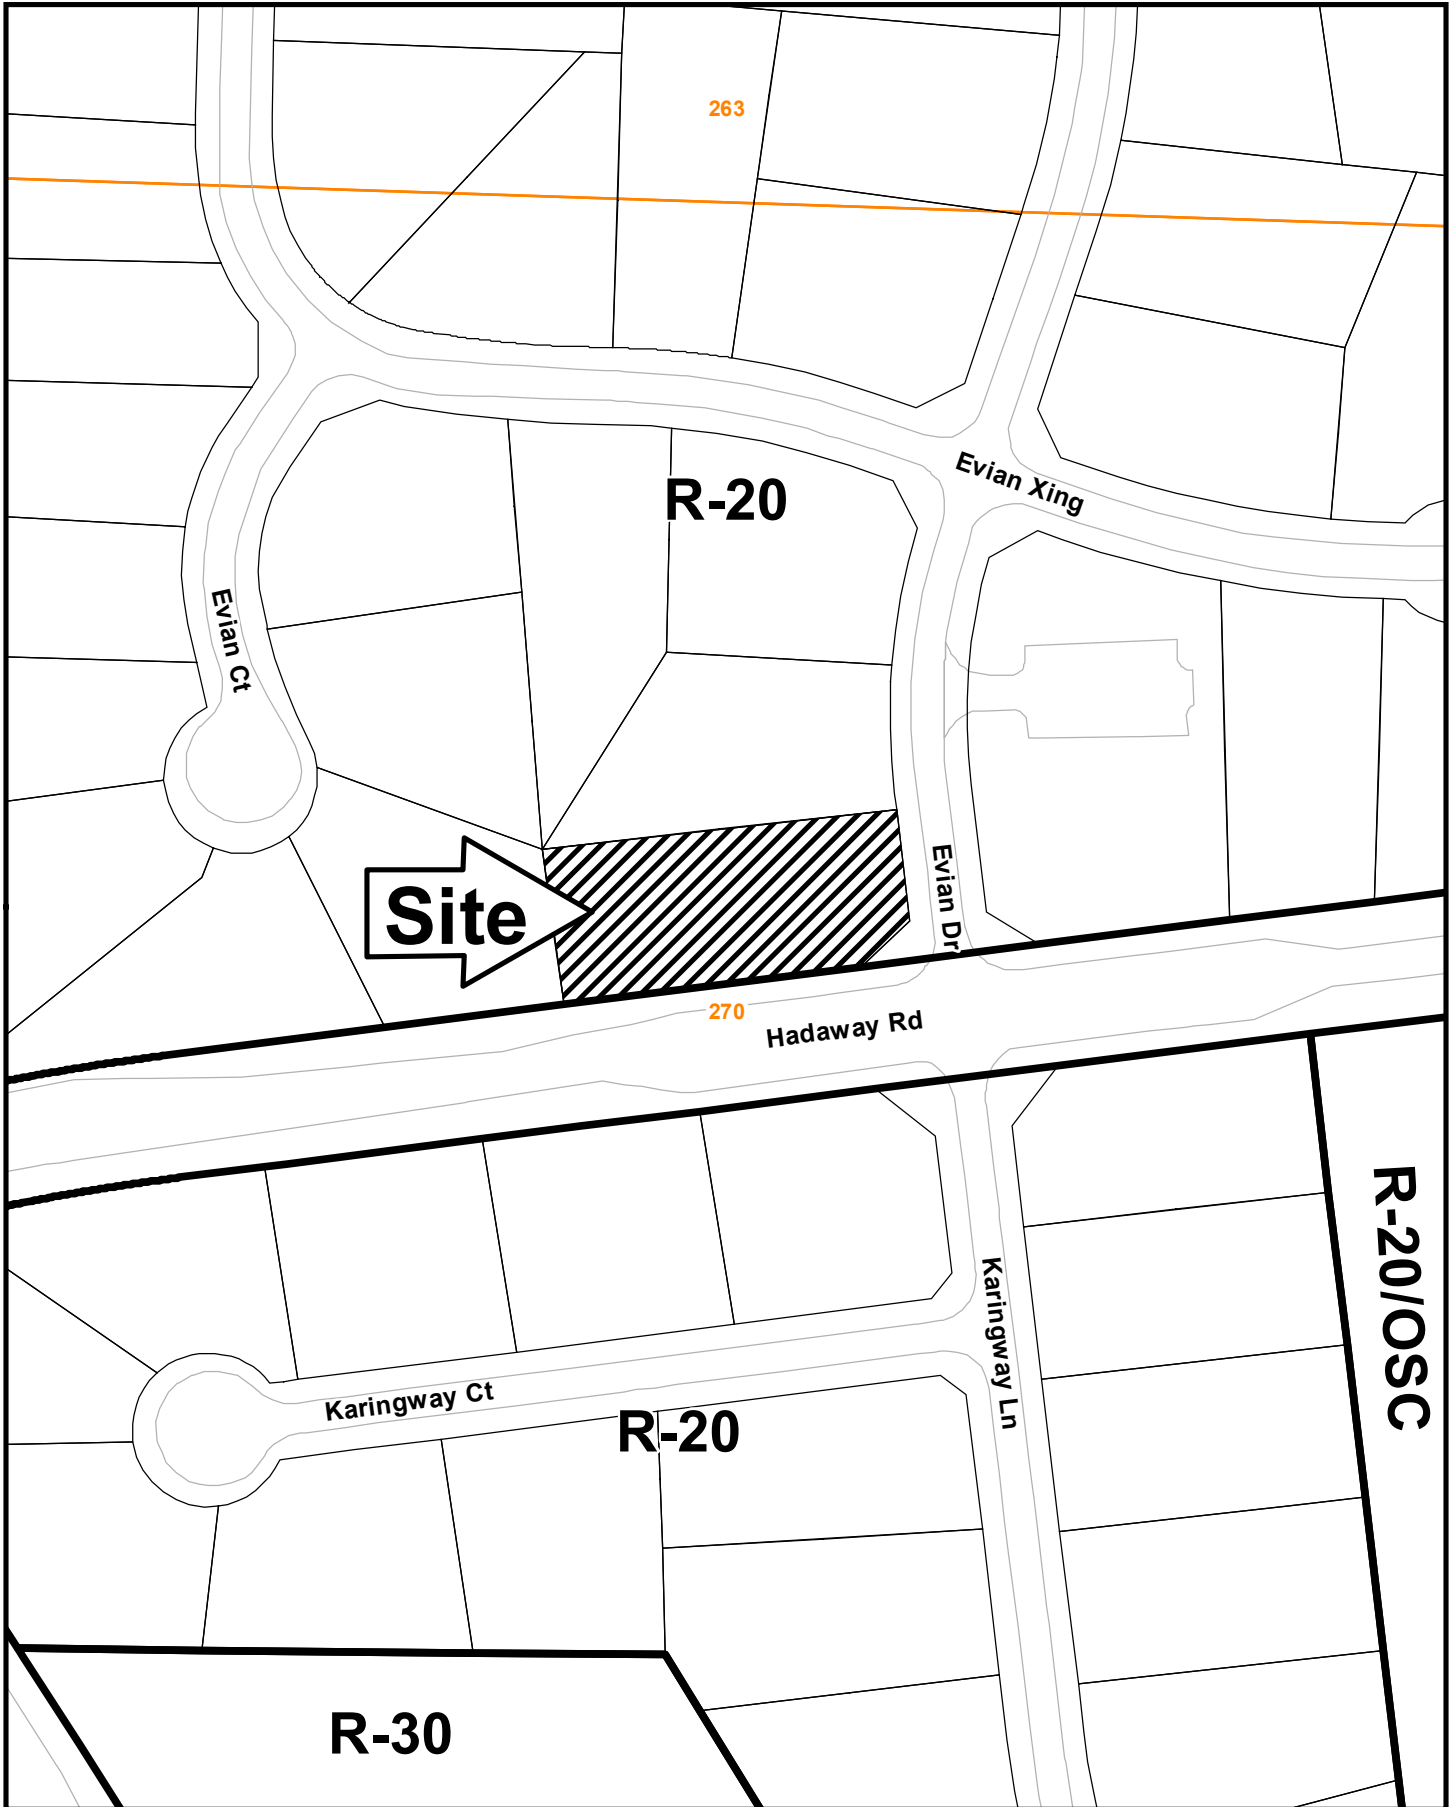 263
R-20
Evian Xing
Evian Ct
Evian Dr
Site
270
Hadaway Rd
R-20/OSC
Karingway Ln
Karingway Ct
R-20
R-30